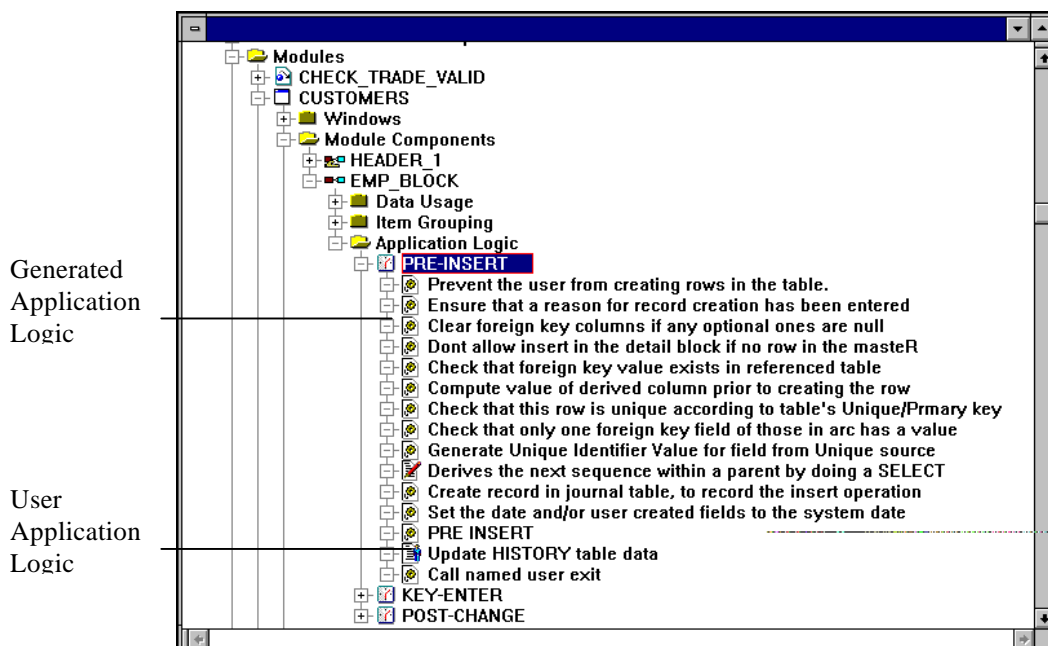 Modules
CHECK_TRADE_VALID
CUSTOMERS
Windows
Module Components
HEADER_1
EMP_BLOCK
Data Usage
Item Grouping
Application Logic
PRE-INSERT
Prevent the user from creating rows in the table.
Ensure that a reason for record creation has been entered
Clear foreign key columns if any optional ones are null
Dont allow insert in the detail block if no row in the masteR
Check that foreign key value exists in referenced table
Compute value of derived column prior to creating the row
Check that this row is unique according to table's Unique/Prmary key
Check that only one foreign key field of those in arc has a value
Generate Unique Identifier Value for field from Unique source
Derives the next sequence within a parent by doing a SELECT
Create record in journal table, to record the insert operation
Set the date and/or user created fields to the system date
PRE INSERT
Update HISTORY table data
Call named user exit
KEY-ENTER
POST-CHANGE
Generated
Application
Logic
User
Application
Logic